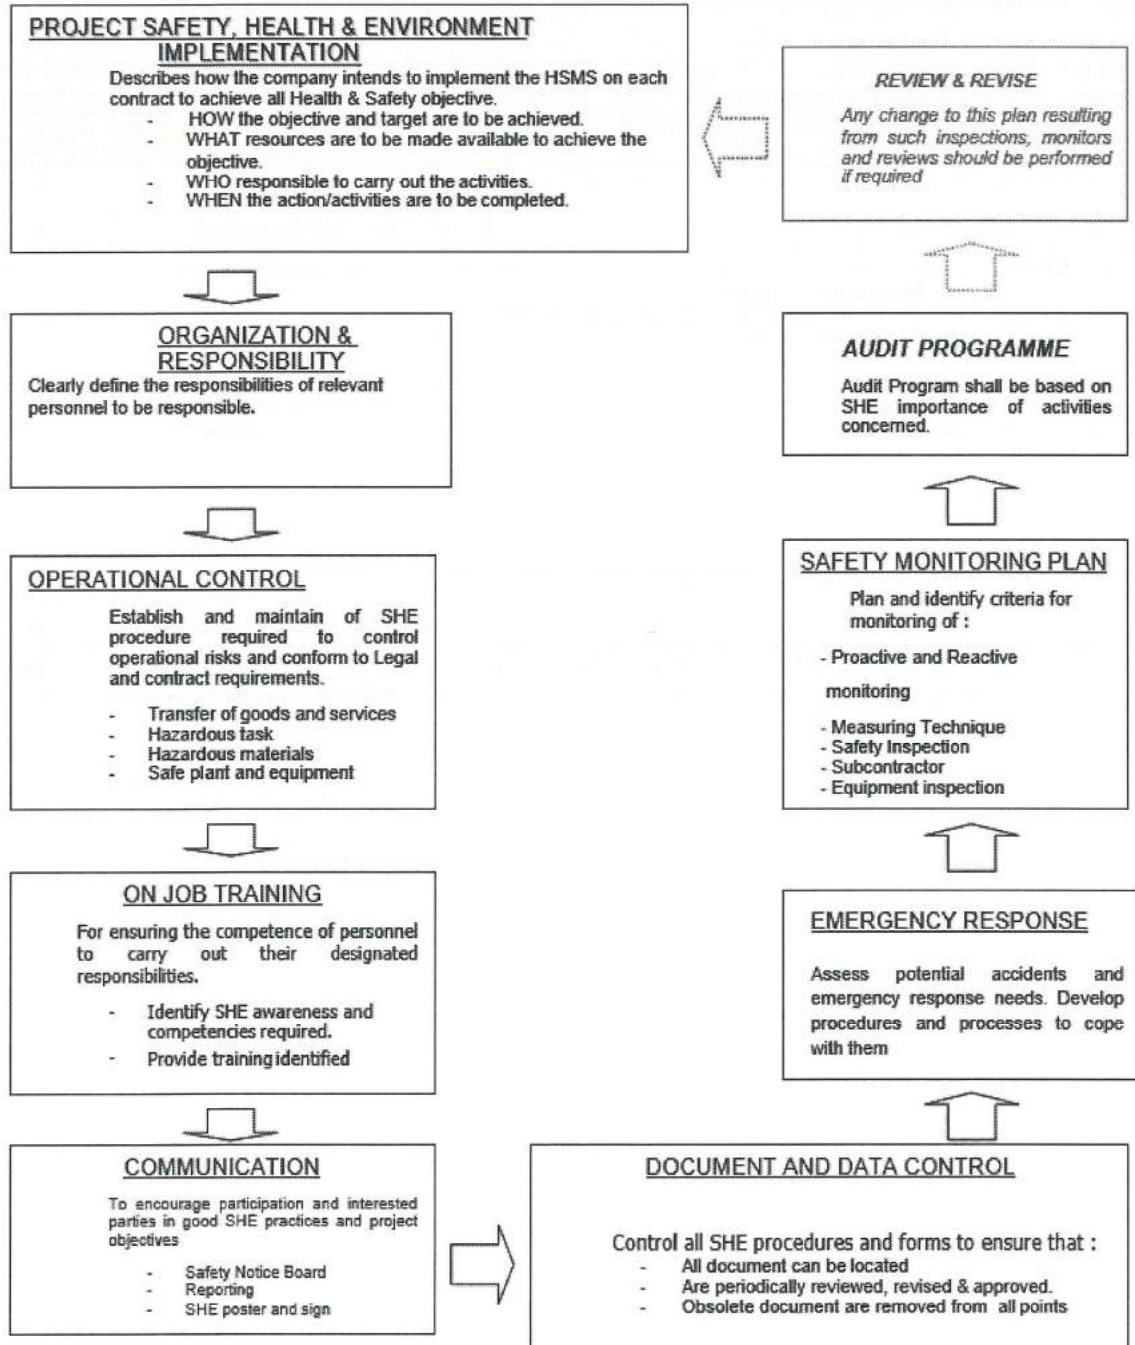 PROJECT SAFETY, HEALTH & ENVIRONMENT
IMPLEMENTATION
Describes how the company intends to implement the HSMS on each
contract to achieve all Health & Safety objective.
- HOW the objective and target are to be achieved.
- WHAT resources are to be made available to achieve the
objective.
- WHO responsible to carry out the activities.
- WHEN the action/activities are to be completed.
ORGANIZATION &
RESPONSIBILITY
Clearly define the responsibilities of relevant
personnel to be responsible.
OPERATIONAL CONTROL
Establish and maintain of SHE
procedure required to control
operational risks and conform to Legal
and contract requirements.
- Transfer of goods and services
- Hazardous task
- Hazardous materials
- Safe plant and equipment
ON JOB TRAINING
For ensuring the competence of personnel
to carry out their designated
responsibilities.
- Identify SHE awareness and
competencies required.
- Provide training identified
COMMUNICATION
To encourage participation and interested
parties in good SHE practices and project
objectives
- Safety Notice Board
- Reporting
- SHE poster and sign
DOCUMENT AND DATA CONTROL
Control all SHE procedures and forms to ensure that :
- All document can be located
- Are periodically reviewed, revised & approved.
- Obsolete document are removed from all points
EMERGENCY RESPONSE
Assess potential accidents and
emergency response needs. Develop
procedures and processes to cope
with them
SAFETY MONITORING PLAN
Plan and identify criteria for
monitoring of :
- Proactive and Reactive
monitoring
- Measuring Technique
- Safety Inspection
- Subcontractor
- Equipment inspection
AUDIT PROGRAMME
Audit Program shall be based on
SHE importance of activities
concerned.
REVIEW & REVISE
Any change to this plan resulting
from such inspections, monitors
and reviews should be performed
if required